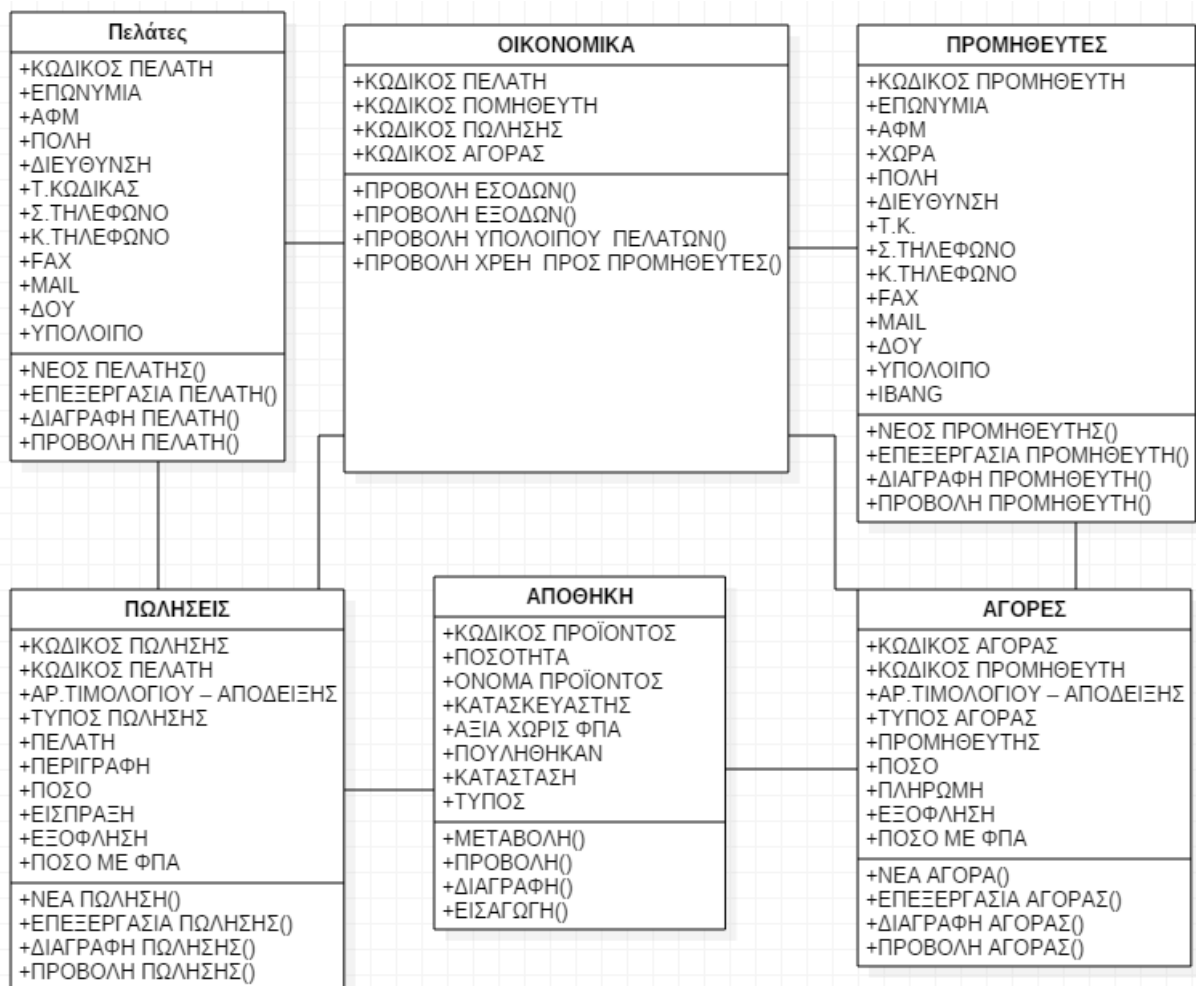 Πελάτες
+ΚΩΔΙΚΟΣ ΠΕΛΑΤΗ
+ΕΠΩΝΥΜΙΑ
+ΑΦΜ
+ΠΟΛΗ
+ΔΙΕΥΘΥΝΣΗ
+Τ.ΚΩΔΙΚΑΣ
+Σ.ΤΗΛΕΦΩΝΟ
+Κ.ΤΗΛΕΦΩΝΟ
+FAX
+MAIL
+ΔΟΥ
+ΥΠΟΛΟΙΠΟ
+ΝΕΟΣ ΠΕΛΑΤΗΣ()
+ΕΠΕΞΕΡΓΑΣΙΑ ΠΕΛΑΤΗ()
+ΔΙΑΓΡΑΦΗ ΠΕΛΑΤΗ()
+ΠΡΟΒΟΛΗ ΠΕΛΑΤΗ()
ΟΙΚΟΝΟΜΙΚΑ
+ΚΩΔΙΚΟΣ ΠΕΛΑΤΗ
+ΚΩΔΙΚΟΣ ΠΟΜΗΘΕΥΤΗ
+ΚΩΔΙΚΟΣ ΠΩΛΗΣΗΣ
+ΚΩΔΙΚΟΣ ΑΓΟΡΑΣ
+ΠΡΟΒΟΛΗ ΕΣΟΔΩΝ()
+ΠΡΟΒΟΛΗ ΕΞΟΔΩΝ()
+ΠΡΟΒΟΛΗ ΥΠΟΛΟΙΠΟΥ ΠΕΛΑΤΩΝ()
+ΠΡΟΒΟΛΗ ΧΡΕΗ ΠΡΟΣ ΠΡΟΜΗΘΕΥΤΕΣ()
ΠΡΟΜΗΘΕΥΤΕΣ
+ΚΩΔΙΚΟΣ ΠΡΟΜΗΘΕΥΤΗ
+ΕΠΩΝΥΜΙΑ
+ΑΦΜ
+ΧΩΡΑ
+ΠΟΛΗ
+ΔΙΕΥΘΥΝΣΗ
+Τ.Κ.
+Σ.ΤΗΛΕΦΩΝΟ
+Κ.ΤΗΛΕΦΩΝΟ
+FAX
+MAIL
+ΔΟΥ
+ΥΠΟΛΟΙΠΟ
+IBANG
+ΝΕΟΣ ΠΡΟΜΗΘΕΥΤΗΣ()
+ΕΠΕΞΕΡΓΑΣΙΑ ΠΡΟΜΗΘΕΥΤΗ()
+ΔΙΑΓΡΑΦΗ ΠΡΟΜΗΘΕΥΤΗ()
+ΠΡΟΒΟΛΗ ΠΡΟΜΗΘΕΥΤΗ()
ΠΩΛΗΣΕΙΣ
+ΚΩΔΙΚΟΣ ΠΩΛΗΣΗΣ
+ΚΩΔΙΚΟΣ ΠΕΛΑΤΗ
+ΑΡ.ΤΙΜΟΛΟΓΙΟΥ – ΑΠΟΔΕΙΞΗΣ
+ΤΥΠΟΣ ΠΩΛΗΣΗΣ
+ΠΕΛΑΤΗ
+ΠΕΡΙΓΡΑΦΗ
+ΠΟΣΟ
+ΕΙΣΠΡΑΞΗ
+ΕΞΟΦΛΗΣΗ
+ΠΟΣΟ ΜΕ ΦΠΑ
+ΝΕΑ ΠΩΛΗΣΗ()
+ΕΠΕΞΕΡΓΑΣΙΑ ΠΩΛΗΣΗΣ()
+ΔΙΑΓΡΑΦΗ ΠΩΛΗΣΗΣ()
+ΠΡΟΒΟΛΗ ΠΩΛΗΣΗΣ()
ΑΠΟΘΗΚΗ
+ΚΩΔΙΚΟΣ ΠΡΟΪΟΝΤΟΣ
+ΠΟΣΟΤΗΤΑ
+ΟΝΟΜΑ ΠΡΟΪΟΝΤΟΣ
+ΚΑΤΑΣΚΕΥΑΣΤΗΣ
+ΑΞΙΑ ΧΩΡΙΣ ΦΠΑ
+ΠΟΥΛΗΘΗΚΑΝ
+ΚΑΤΑΣΤΑΣΗ
+ΤΥΠΟΣ
+ΜΕΤΑΒΟΛΗ()
+ΠΡΟΒΟΛΗ()
+ΔΙΑΓΡΑΦΗ()
+ΕΙΣΑΓΩΓΗ()
ΑΓΟΡΕΣ
+ΚΩΔΙΚΟΣ ΑΓΟΡΑΣ
+ΚΩΔΙΚΟΣ ΠΡΟΜΗΘΕΥΤΗ
+ΑΡ.ΤΙΜΟΛΟΓΙΟΥ – ΑΠΟΔΕΙΞΗΣ
+ΤΥΠΟΣ ΑΓΟΡΑΣ
+ΠΡΟΜΗΘΕΥΤΗΣ
+ΠΟΣΟ
+ΠΛΗΡΩΜΗ
+ΕΞΟΦΛΗΣΗ
+ΠΟΣΟ ΜΕ ΦΠΑ
+ΝΕΑ ΑΓΟΡΑ()
+ΕΠΕΞΕΡΓΑΣΙΑ ΑΓΟΡΑΣ()
+ΔΙΑΓΡΑΦΗ ΑΓΟΡΑΣ()
+ΠΡΟΒΟΛΗ ΑΓΟΡΑΣ()